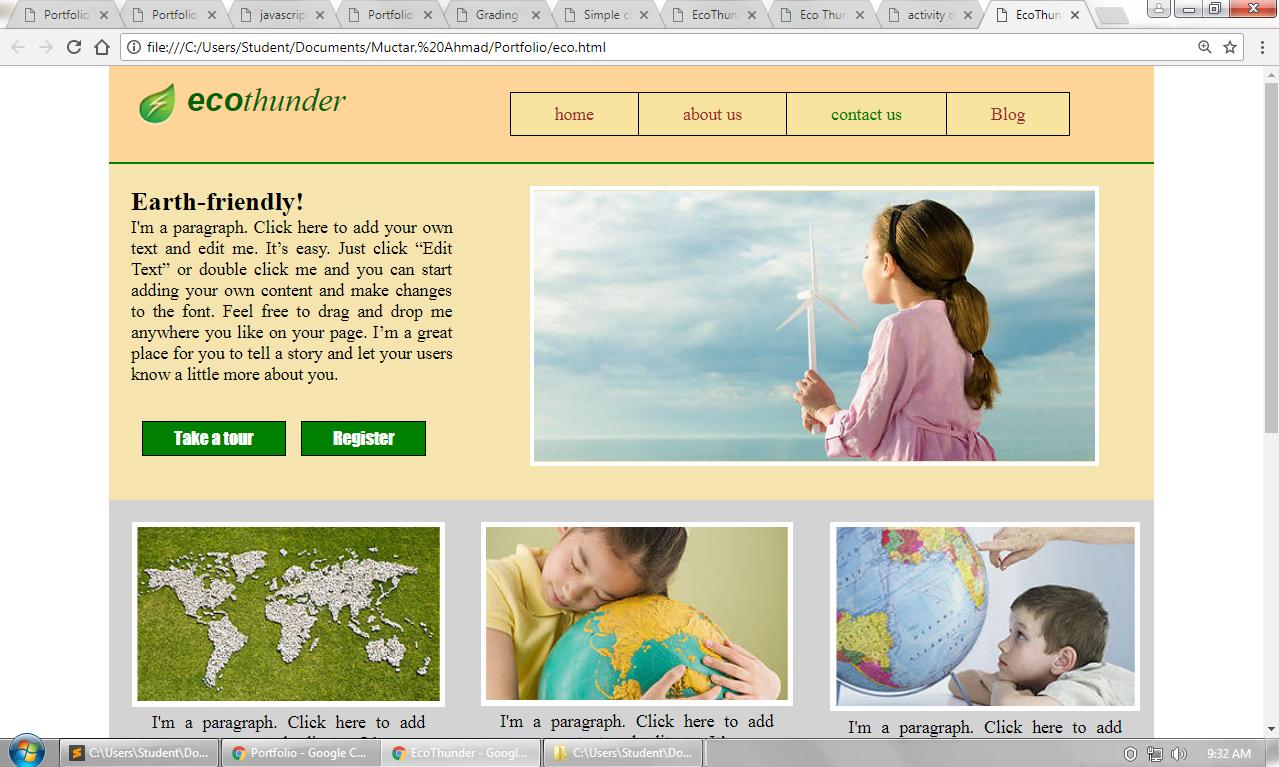 Portfolio
Portfolio
javascrip
Portfolio
Grading
Simple c
EcoThun
Eco Thun
activity d
EcoThun
file:///C:/Users/Student/Documents/Muctar,%20Ahmad/Portfolio/eco.html
ecothunder
home about us contact us Blog
Earth-friendly!
I'm a paragraph. Click here to add your own
text and edit me. It’s easy. Just click “Edit
Text” or double click me and you can start
adding your own content and make changes
to the font. Feel free to drag and drop me
anywhere you like on your page. I’m a great
place for you to tell a story and let your users
know a little more about you.
Take a tour Register
I'm a paragraph. Click here to add
I'm a paragraph. Click here to add
I'm a paragraph. Click here to add
C:\Users\Student\Do...
Portfolio - Google C...
EcoThunder - Googl...
C:\Users\Student\Do...
9:32 AM